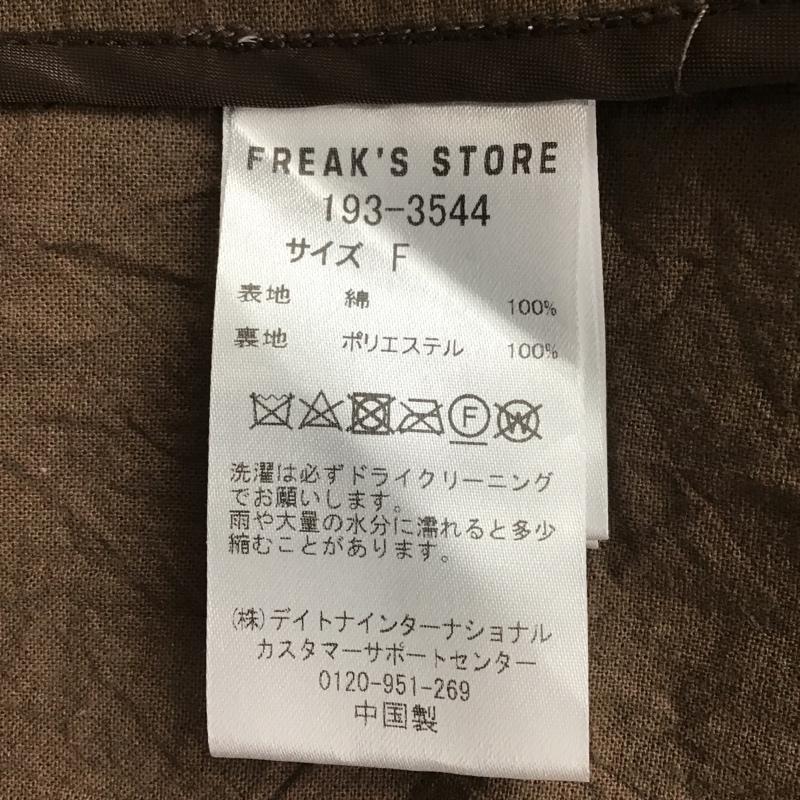 FREAK'S STORE
193-3544
サイズ F
表地 綿 100%
裏地 ポリエステル 100%
F W
洗濯は必ずドライクリーニング
でお願いします。
雨や大量の水分に濡れると多少
縮むことがあります。
(株)デイトナインターナショナル
カスタマーサポートセンター
0120-951-269
中国製